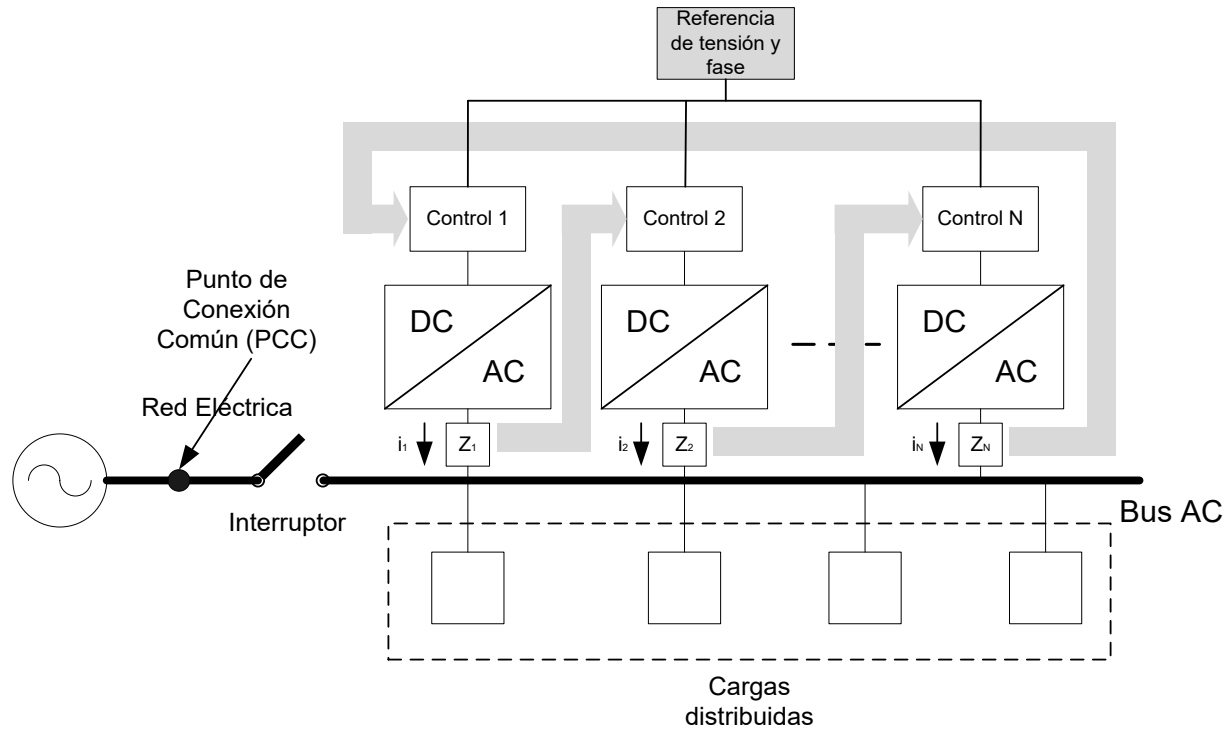 Referencia
de tensión y
fase
Control 1
Control 2
Control N
Punto de
Conexión
Común (PCC)
DC
AC
DC
AC
DC
AC
Red Eléctrica
i1
Z1
i2
Z2
iN
ZN
Interruptor
Bus AC
Cargas
distribuidas